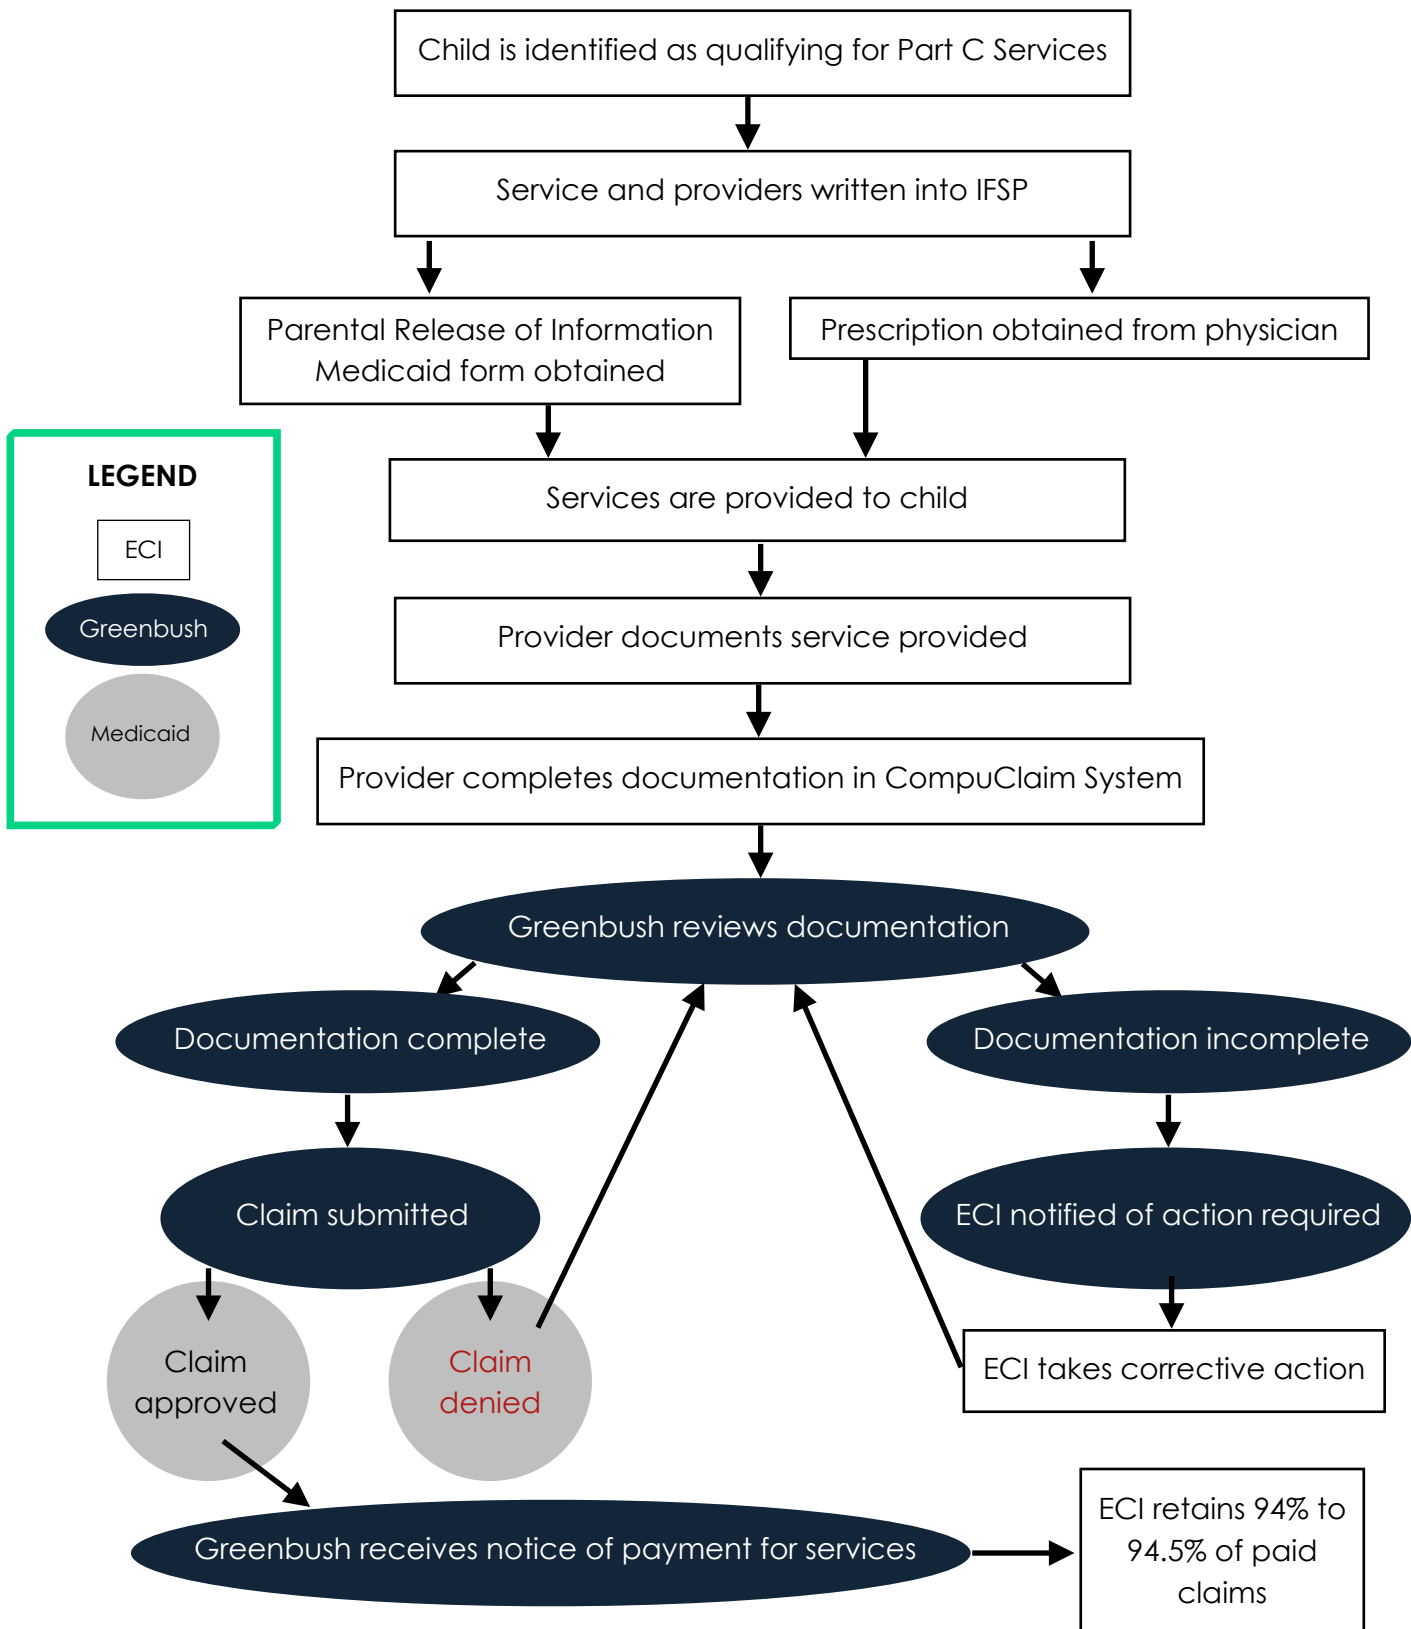 Child is identified as qualifying for Part C Services
Service and providers written into IFSP
Parental Release of Information
Medicaid form obtained
Prescription obtained from physician
LEGEND
ECI
Greenbush
Medicaid
Services are provided to child
Provider documents service provided
Provider completes documentation in CompuClaim System
Greenbush reviews documentation
Documentation complete
Documentation incomplete
Claim submitted
ECI notified of action required
Claim
approved
Claim
denied
ECI takes corrective action
Greenbush receives notice of payment for services
ECI retains 94% to
94.5% of paid
claims